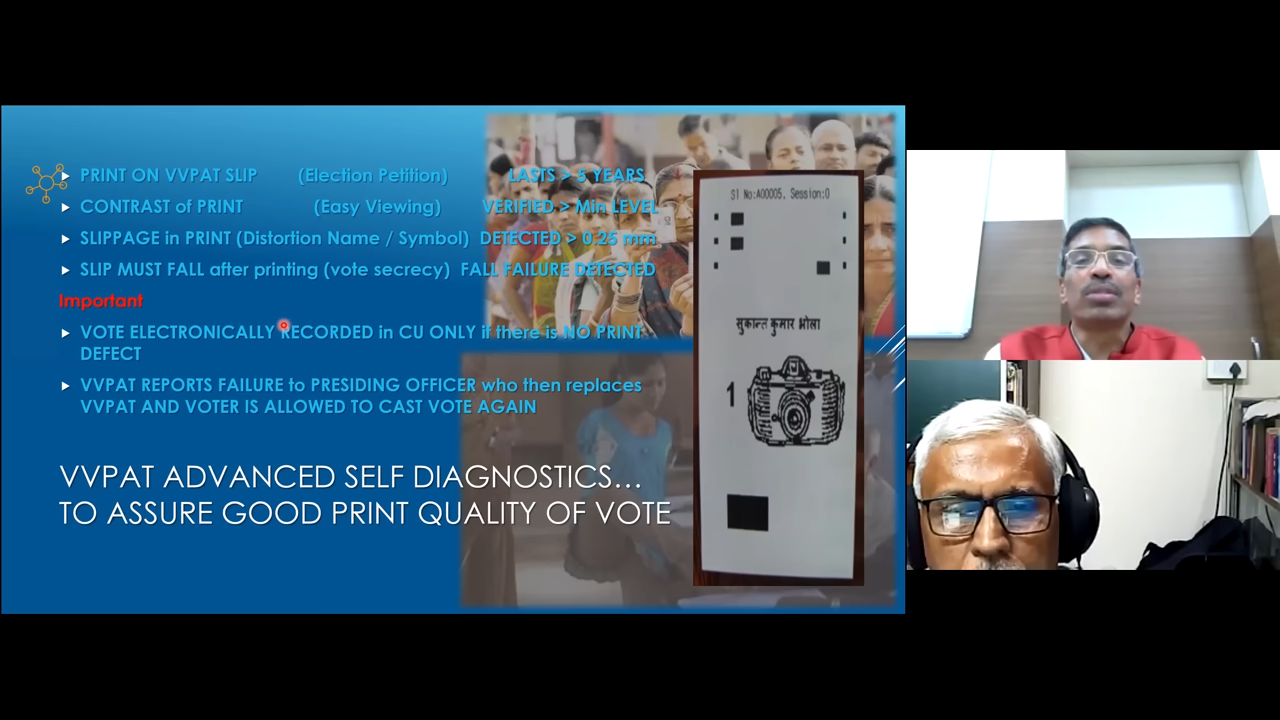 PRINT ON VVPAT SLIP (Election Petition) LASTS > 5 YEARS
CONTRAST of PRINT (Easy Viewing) VERIFIED > Min LEVEL
SLIPPAGE in PRINT (Distortion Name / Symbol) DETECTED > 0.25 mm
SLIP MUST FALL after printing (vote secrecy) FALL FAILURE DETECTED
Important
VOTE ELECTRONICALLY RECORDED in CU ONLY if there is NO PRINT
DEFECT
VVPAT REPORTS FAILURE to PRESIDING OFFICER who then replaces
VVPAT AND VOTER IS ALLOWED TO CAST VOTE AGAIN
VVPAT ADVANCED SELF DIAGNOSTICS…
TO ASSURE GOOD PRINT QUALITY OF VOTE
Sl No:A00005, Session:0
सुकान्त कुमार भोला
1